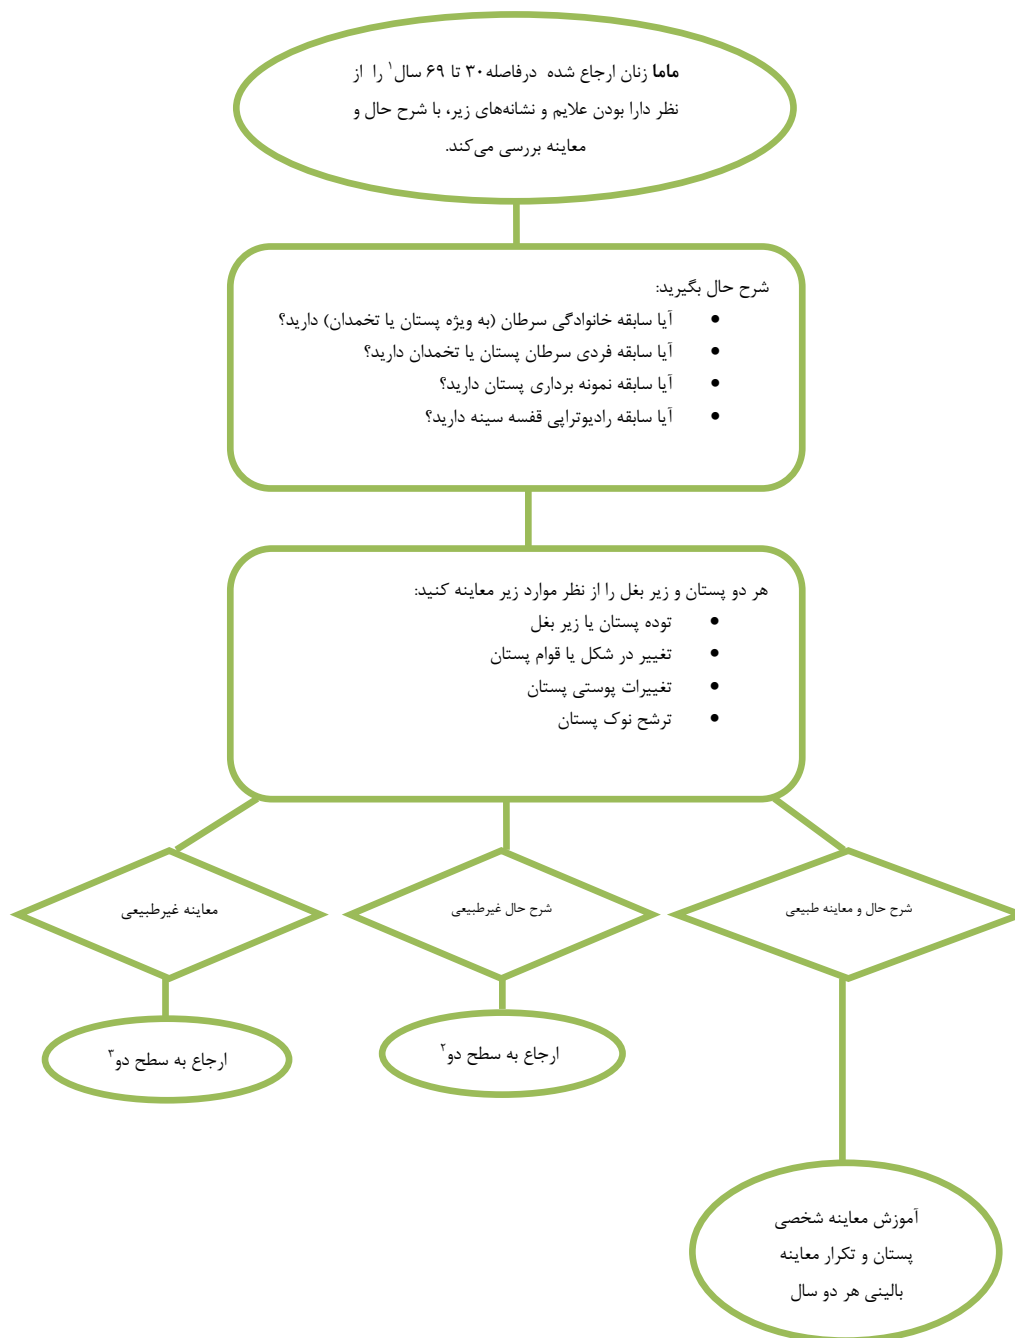 ماما زنان ارجاع شده درفاصله ۳۰ تا ۶۹ سال۱ را از
نظر دارا بودن علایم و نشانه‌های زیر، با شرح حال و
معاینه بررسی می‌کند.
شرح حال بگیرید:
• آیا سابقه خانوادگی سرطان (به ویژه پستان یا تخمدان) دارید؟
• آیا سابقه فردی سرطان پستان یا تخمدان دارید؟
• آیا سابقه نمونه برداری پستان دارید؟
• آیا سابقه رادیوتراپی قفسه سینه دارید؟
هر دو پستان و زیر بغل را از نظر موارد زیر معاینه کنید:
• توده پستان یا زیر بغل
• تغییر در شکل یا قوام پستان
• تغییرات پوستی پستان
• ترشح نوک پستان
شرح حال و معاینه طبیعی
شرح حال غیرطبیعی
معاینه غیرطبیعی
ارجاع به سطح دو۲
ارجاع به سطح دو۳
آموزش معاینه شخصی
پستان و تکرار معاینه
بالینی هر دو سال